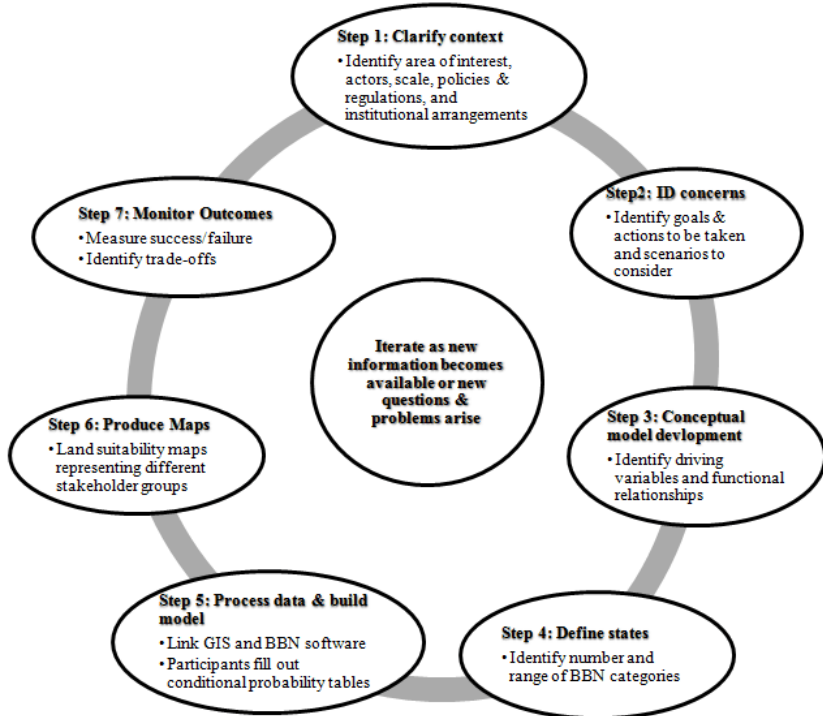 Step 1: Clarify context
• Identify area of interest,
actors, scale, policies &
regulations, and
institutional arrangements
Step2: ID concerns
• Identify goals &
actions to be taken
and scenarios to
consider
Step 3: Conceptual
model devlopment
• Identify driving
variables and functional
relationships
Step 4: Define states
• Identify number and
range of BBN categories
Step 5: Process data & build
model
• Link GIS and BBN software
• Participants fill out
conditional probability tables
Step 6: Produce Maps
• Land suitability maps
representing different
stakeholder groups
Step 7: Monitor Outcomes
• Measure success/failure
• Identify trade-offs
Iterate as new
information becomes
available or new
questions &
problems arise